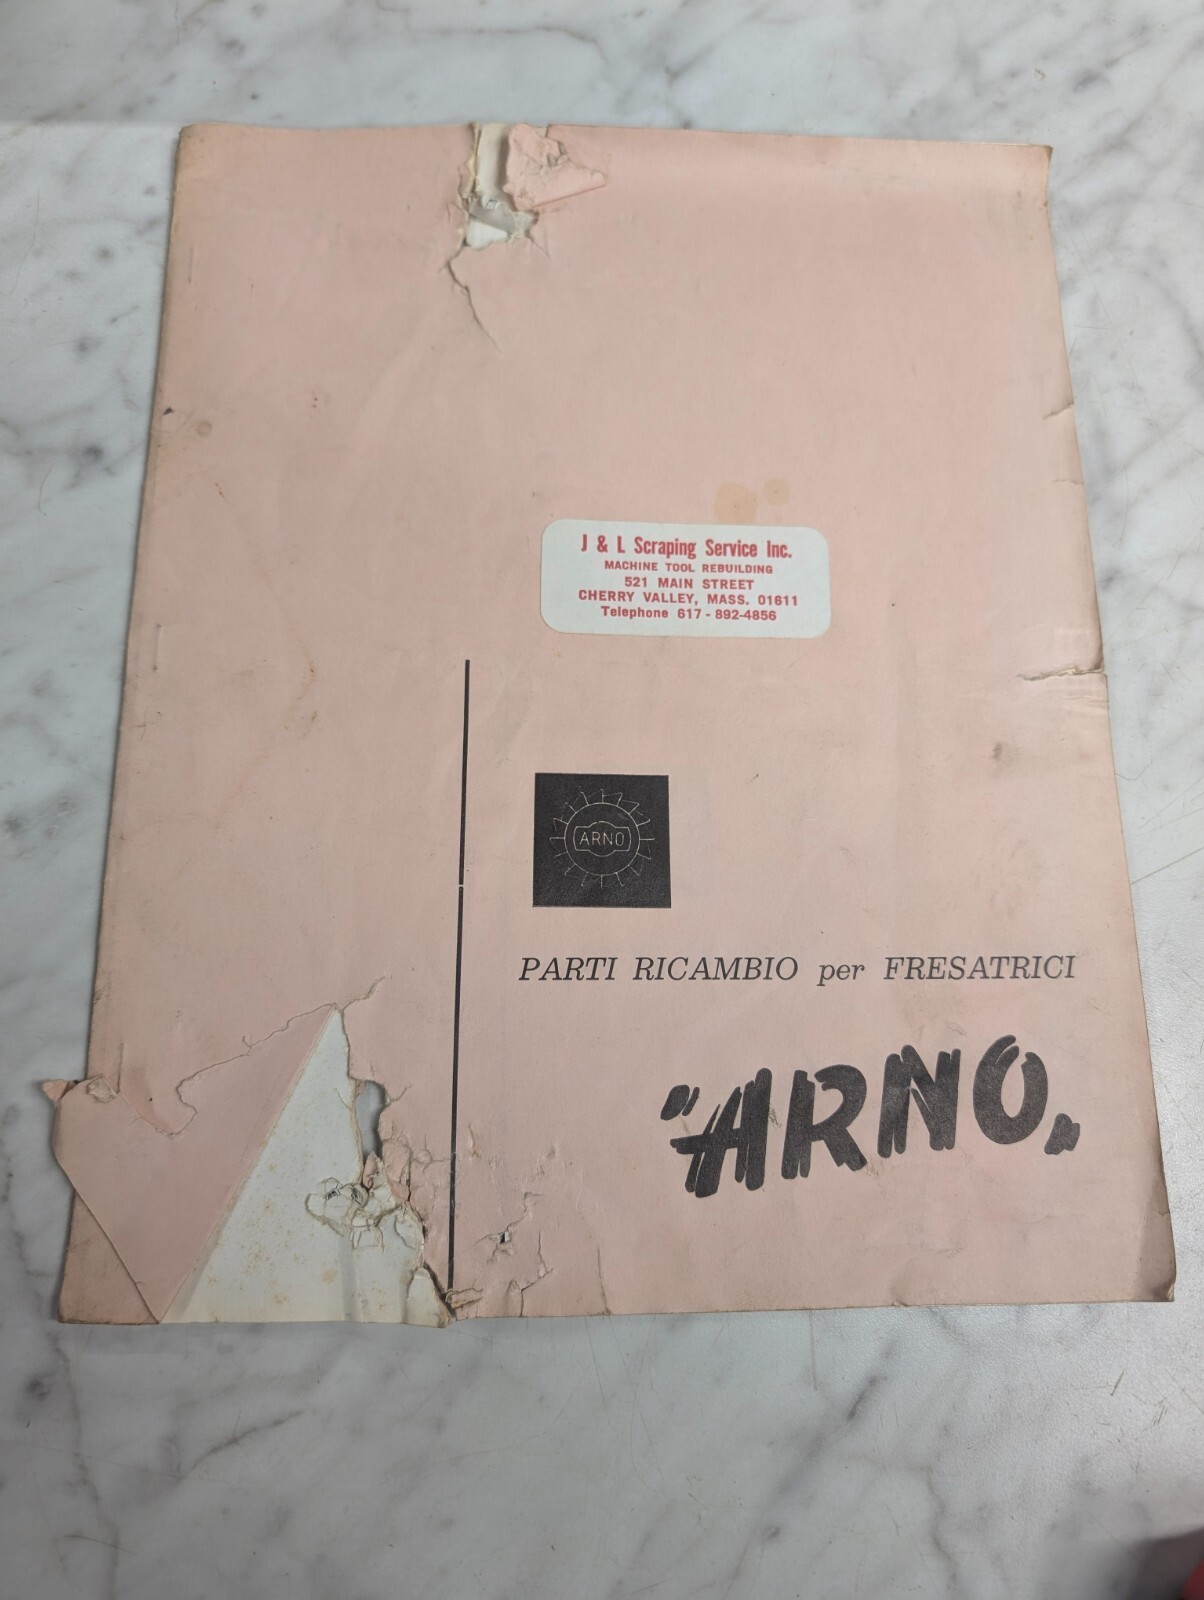 J & L Scraping Service Inc.
MACHINE TOOL REBUILDING
521 MAIN STREET
CHERRY VALLEY, MASS. 01611
Telephone 617 - 892-4856
ARNO
PARTI RICAMBIO per FRESATRICI
"ARNO„